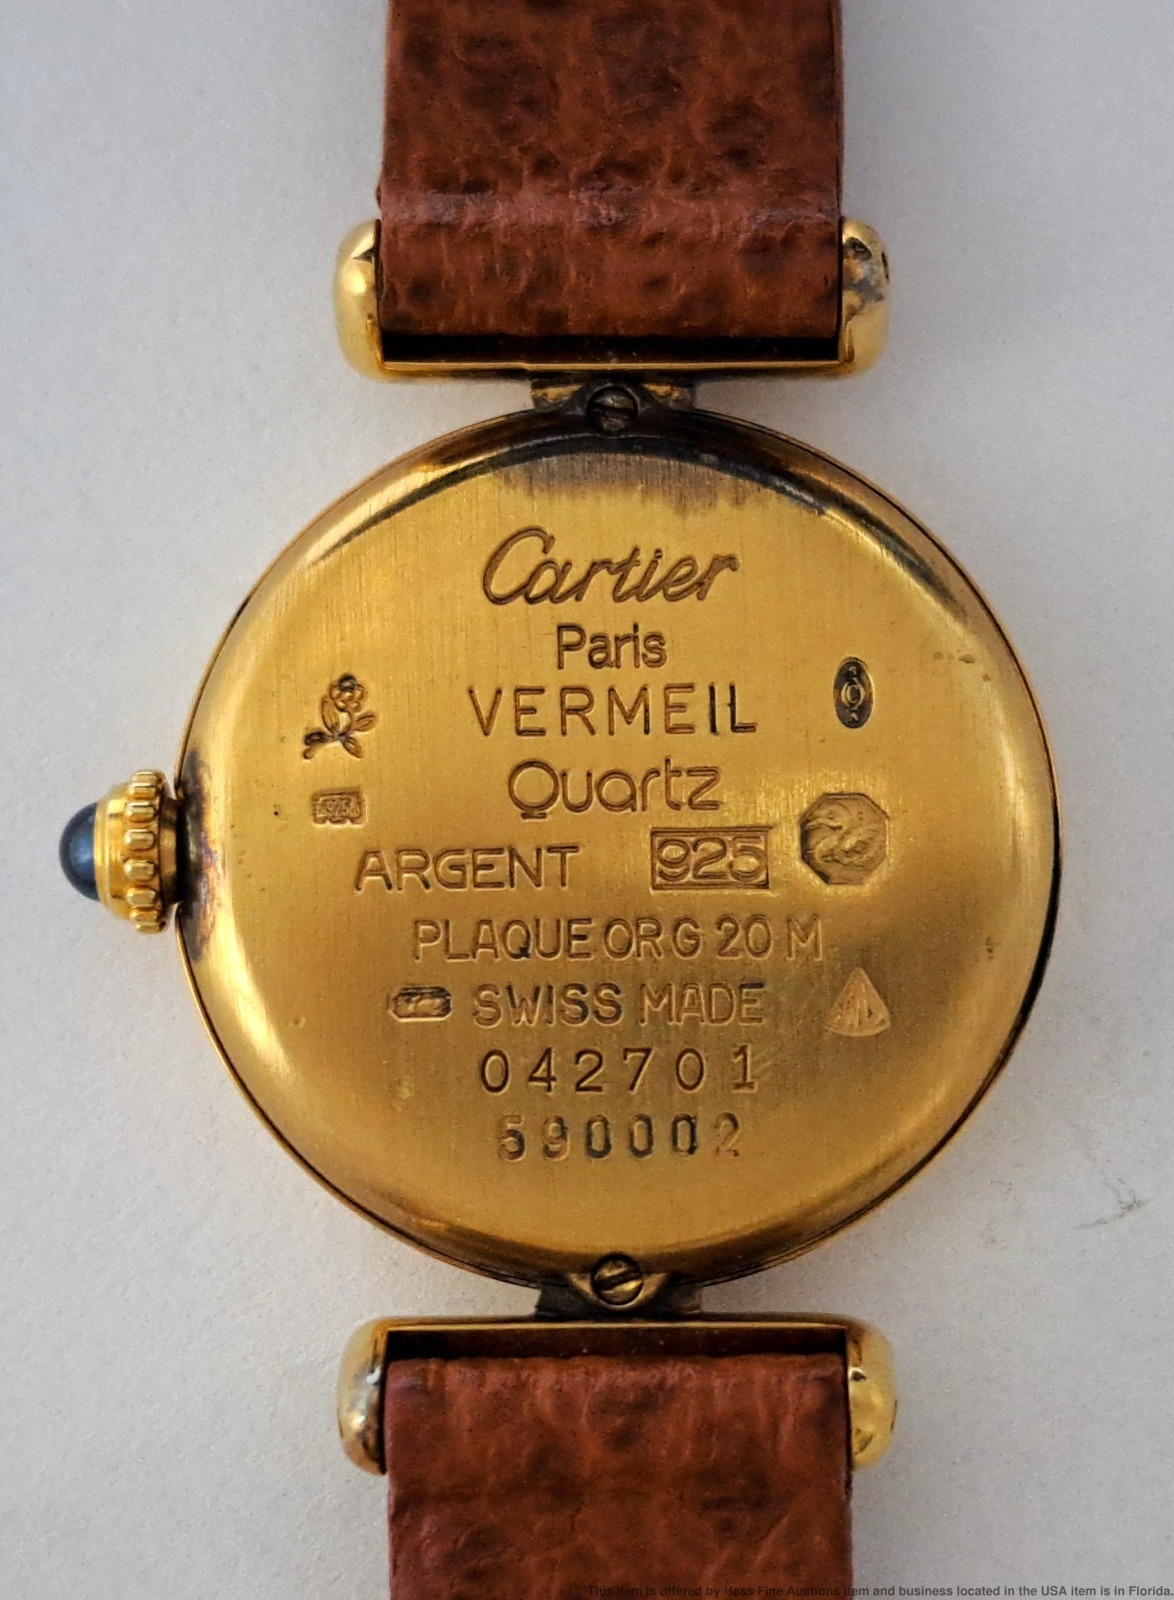 Cartier
Paris
VERMEIL
Quartz
925
ARGENT 925
PLAQUE OR G 20 M
SWISS MADE
042701
590002
This item is offered by Hess Fine Auctions item and business located in the USA item is in Florida.